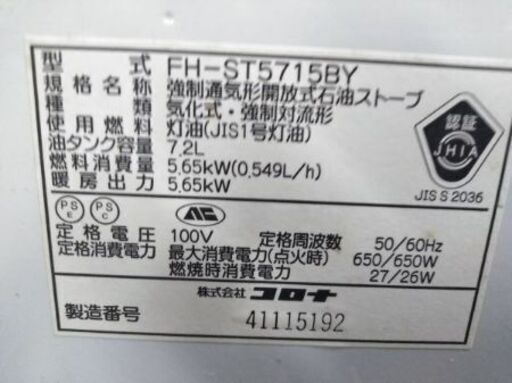 型式 FH-ST5715BY
規格名称 強制通気形開放式石油ストーブ
種類 気化式・強制対流形
使用燃料 灯油(JIS1号灯油)
油タンク容量 7.2L
燃料消費量 5.65kW(0.549L/h)
暖房出力 5.65kW
認証
JHIA
JIS S 2036
PS E PS C
定格電圧 100V 定格周波数 50/60Hz
定格消費電力 最大消費電力(点火時) 650/650W
燃焼時消費電力 27/26W
株式会社 コロナ
製造番号 41115192